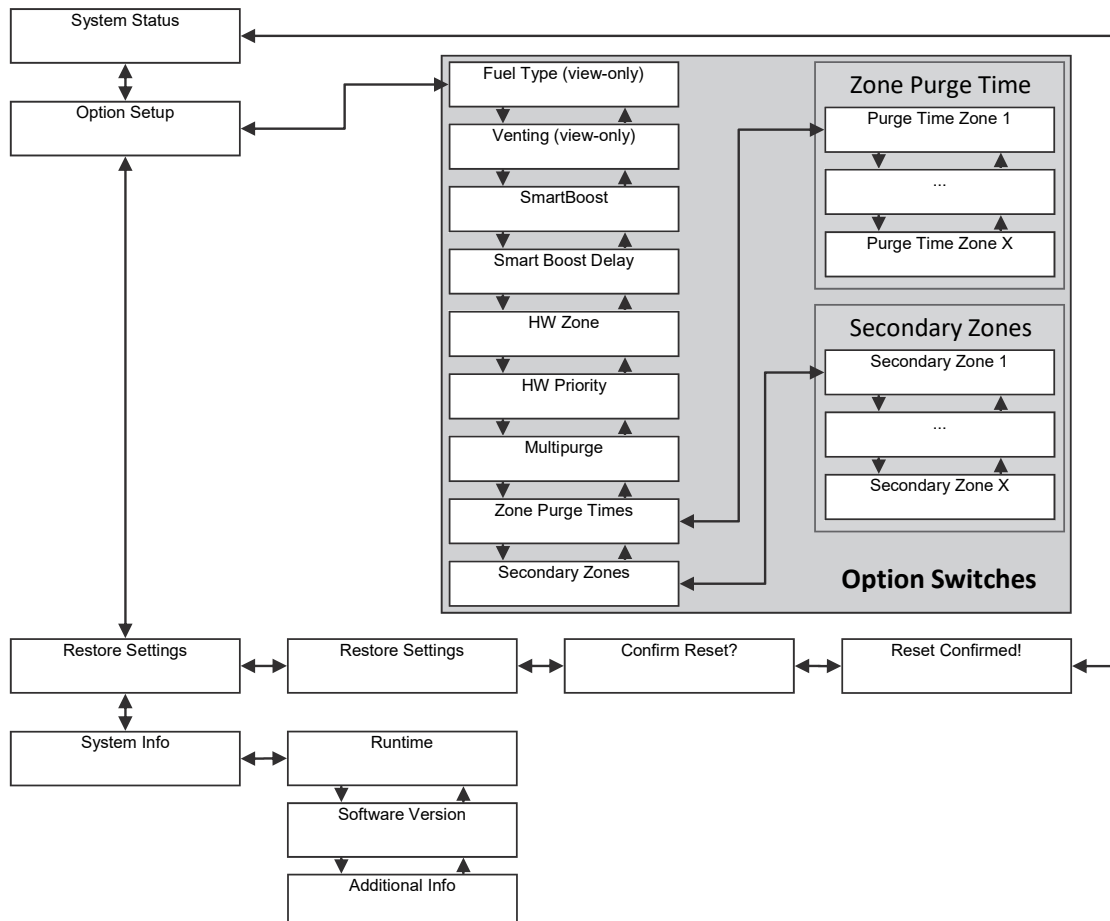 System Status
Option Setup
Fuel Type (view-only)
Venting (view-only)
SmartBoost
Smart Boost Delay
HW Zone
HW Priority
Multipurge
Zone Purge Times
Secondary Zones
Zone Purge Time
Purge Time Zone 1
...
Purge Time Zone X
Secondary Zones
Secondary Zone 1
...
Secondary Zone X
Option Switches
Restore Settings
Restore Settings
Confirm Reset?
Reset Confirmed!
System Info
Runtime
Software Version
Additional Info